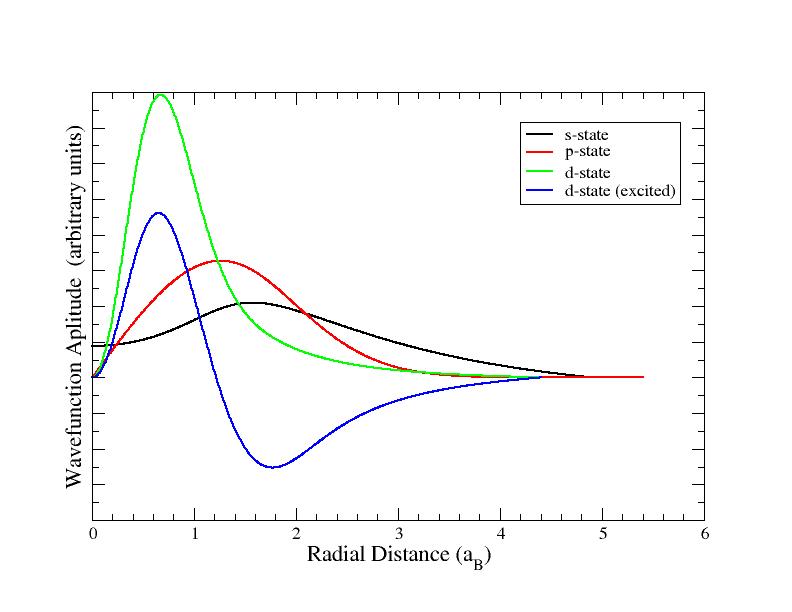 s-state
p-state
d-state
d-state (excited)
Wavefunction Aplitude (arbitrary units)
0 1 2 3 4 5 6
Radial Distance (aB)